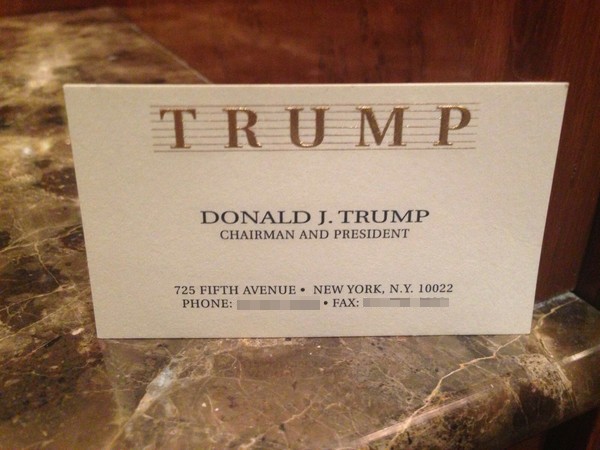 TRUMP
DONALD J. TRUMP
CHAIRMAN AND PRESIDENT
725 FIFTH AVENUE • NEW YORK, N.Y. 10022
PHONE: • FAX: